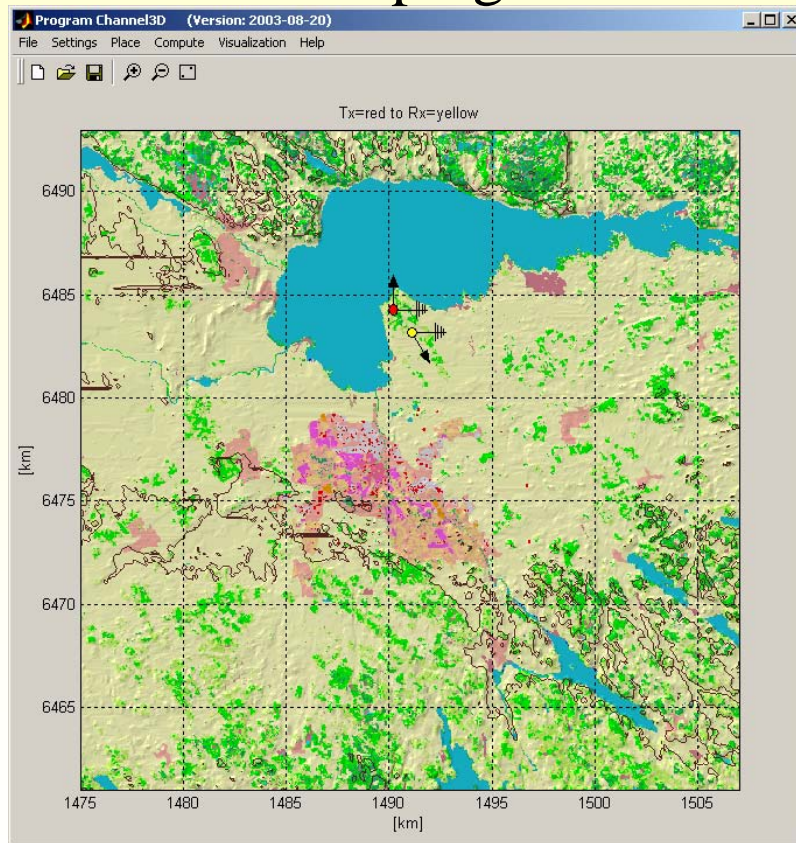 Program Channel3D (Version: 2003-08-20)
File Settings Place Compute Visualization Help
Tx=red to Rx=yellow
6490
6485
6480
[km]
6475
6470
6465
1475 1480 1485 1490 1495 1500 1505
[km]